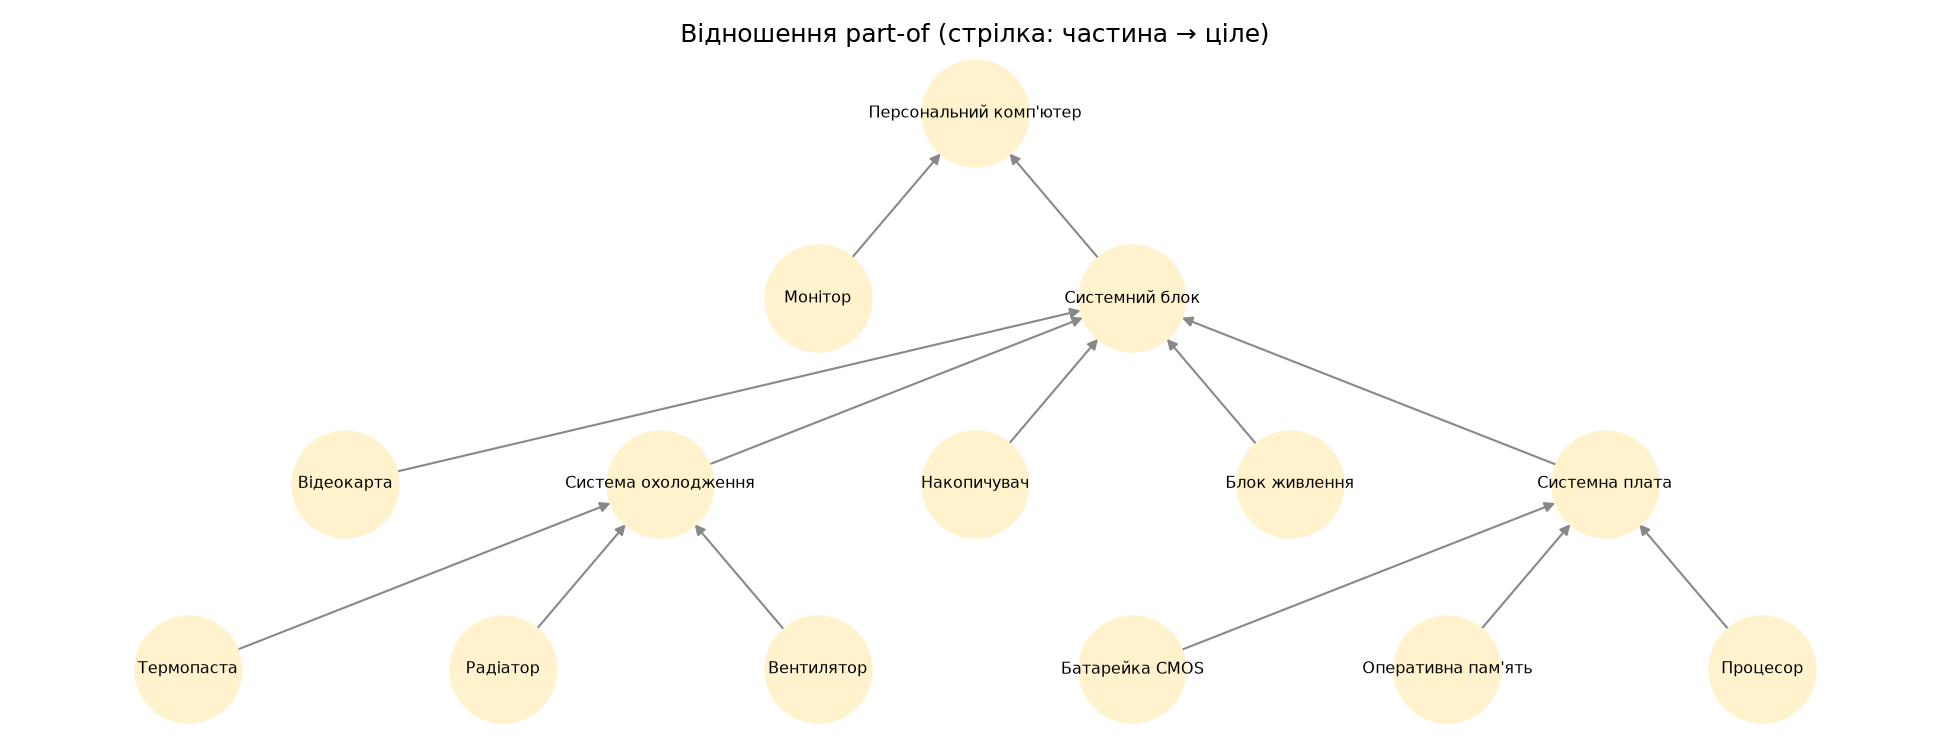 Відношення part-of (стрілка: частина → ціле)
Персональний комп'ютер
Монітор
Системний блок
Відеокарта
Система охолодження
Накопичувач
Блок живлення
Системна плата
Термопаста
Радіатор
Вентилятор
Батарейка CMOS
Оперативна пам'ять
Процесор